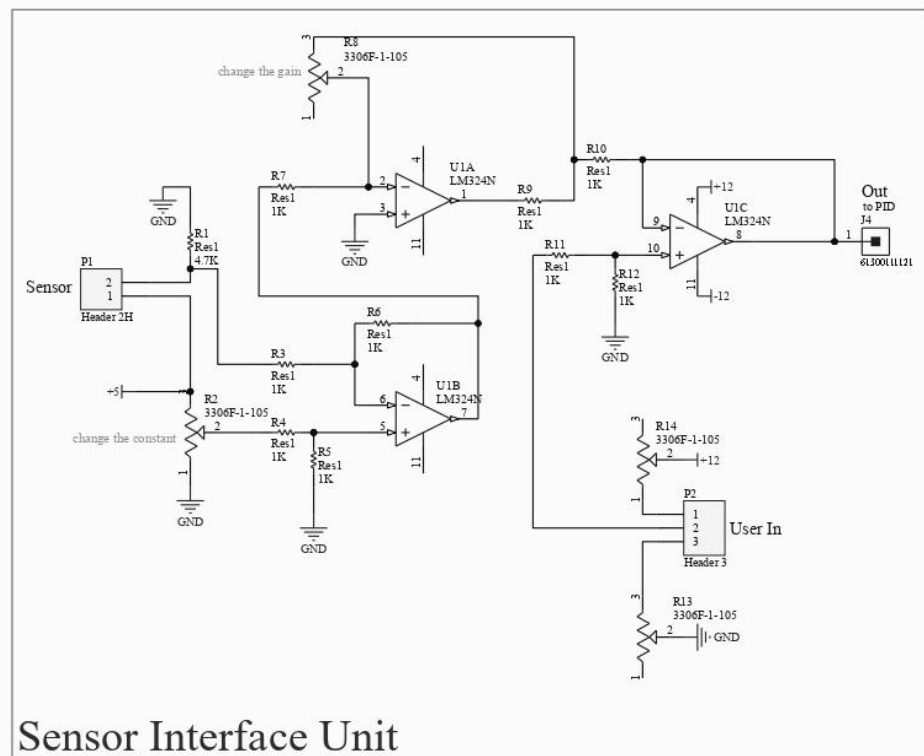 3
R8
3306F-1-105
change the gain
2
1
4
U1A
LM324N
R7
Res1
1K
2
3
1
11
GND
R9
Res1
1K
R10
Res1
1K
+12
4
U1C
LM324N
9
10
8
11
-12
Out
to PID
J4
1
61300111121
R11
Res1
1K
R12
Res1
1K
GND
GND
R1
Res1
4.7K
P1
Sensor
2
1
Header 2H
R6
Res1
1K
R3
Res1
1K
4
U1B
LM324N
6
5
7
11
+5
3
R2
3306F-1-105
change the constant
2
1
GND
R4
Res1
1K
R5
Res1
1K
GND
3
R14
3306F-1-105
2
+12
1
P2
1
2
3
User In
Header 3
3
R13
3306F-1-105
2
GND
1
Sensor Interface Unit